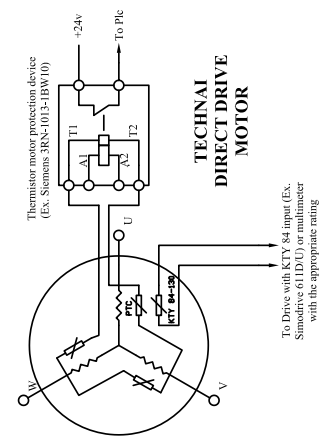 Thermistor motor protection device
(Ex. Siemens 3RN-1013-1BW10)
+24v
To Plc
T1
A1
A2
T2
TECHNAI
DIRECT DRIVE
MOTOR
U
PTC
KTY 84-130
W
V
To Drive with KTY 84 input (Ex.
Simodrive 611D/U) or multimeter
with the appropriate rating